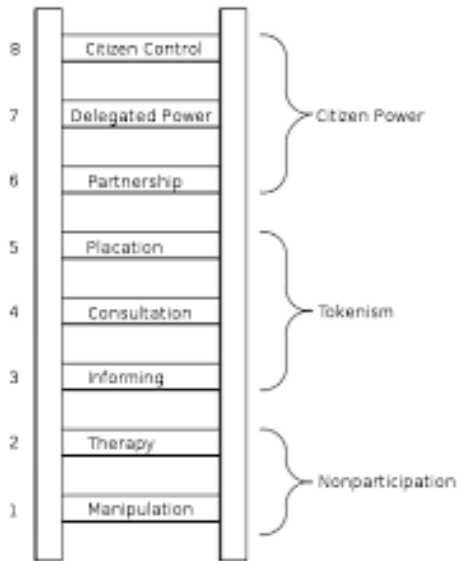 8 Citizen Control
7 Delegated Power
Citizen Power
6 Partnership
5 Placation
4 Consultation
Tokenism
3 Informing
2 Therapy
Nonparticipation
1 Manipulation